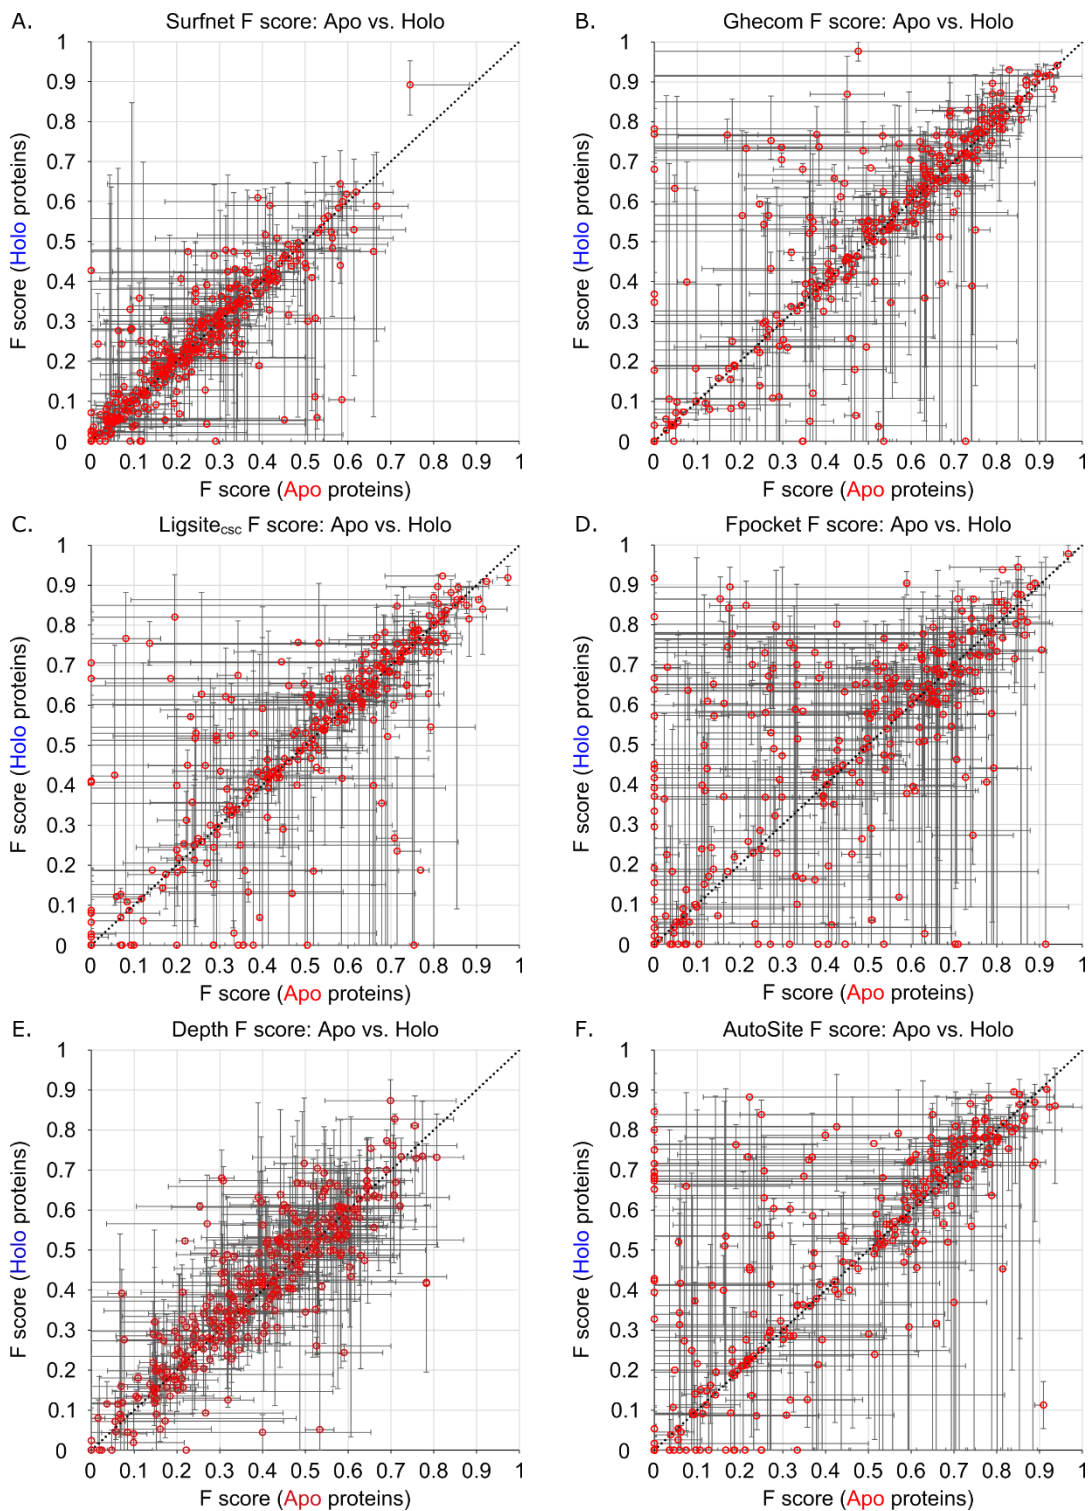 A. Surfnet F score: Apo vs. Holo
1
0.9
0.8
0.7
0.6
0.5
0.4
0.3
0.2
0.1
0
F score (Holo proteins)
0 0.1 0.2 0.3 0.4 0.5 0.6 0.7 0.8 0.9 1
F score (Apo proteins)
B. Ghecom F score: Apo vs. Holo
1
0.9
0.8
0.7
0.6
0.5
0.4
0.3
0.2
0.1
0
F score (Holo proteins)
0 0.1 0.2 0.3 0.4 0.5 0.6 0.7 0.8 0.9 1
F score (Apo proteins)
C. Ligsitecsc F score: Apo vs. Holo
1
0.9
0.8
0.7
0.6
0.5
0.4
0.3
0.2
0.1
0
F score (Holo proteins)
0 0.1 0.2 0.3 0.4 0.5 0.6 0.7 0.8 0.9 1
F score (Apo proteins)
D. Fpocket F score: Apo vs. Holo
1
0.9
0.8
0.7
0.6
0.5
0.4
0.3
0.2
0.1
0
F score (Holo proteins)
0 0.1 0.2 0.3 0.4 0.5 0.6 0.7 0.8 0.9 1
F score (Apo proteins)
E. Depth F score: Apo vs. Holo
1
0.9
0.8
0.7
0.6
0.5
0.4
0.3
0.2
0.1
0
F score (Holo proteins)
0 0.1 0.2 0.3 0.4 0.5 0.6 0.7 0.8 0.9 1
F score (Apo proteins)
F. AutoSite F score: Apo vs. Holo
1
0.9
0.8
0.7
0.6
0.5
0.4
0.3
0.2
0.1
0
F score (Holo proteins)
0 0.1 0.2 0.3 0.4 0.5 0.6 0.7 0.8 0.9 1
F score (Apo proteins)